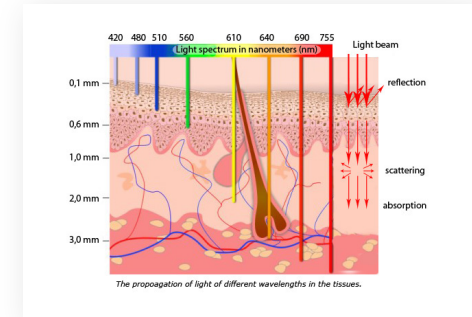 420 480 510 560 610 640 690 755
Light spectrum in nanometers (nm)
Light beam
0,1 mm
reflection
0,6 mm
1,0 mm
scattering
2,0 mm
absorption
3,0 mm
The propoagation of light of different wavelengths in the tissues.